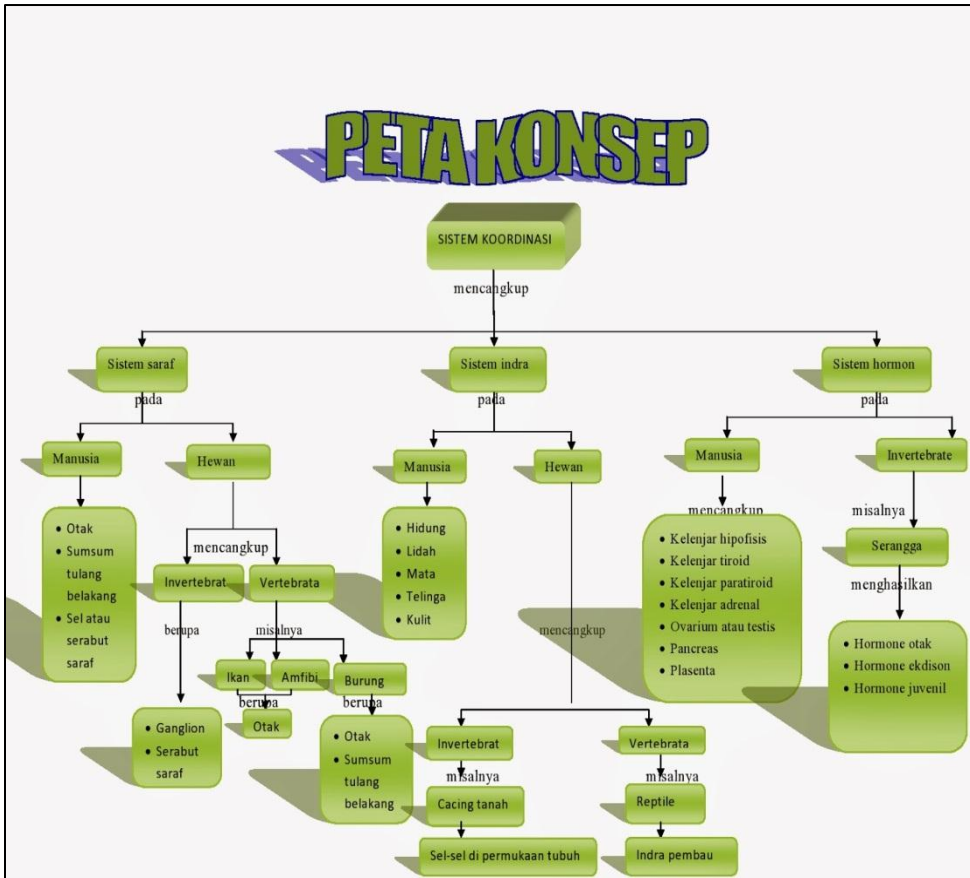 PETA KONSEP
SISTEM KOORDINASI
mencangkup
Sistem saraf
Sistem indra
Sistem hormon
pada
pada
pada
Manusia
Hewan
Manusia
Hewan
Manusia
Invertebrate
• Otak
• Sumsum
tulang
belakang
• Sel atau
serabut
saraf
mencangkup
Invertebrat
Vertebrata
berupa
misalnya
Ikan
Amfibi
Burung
berupa
berupa
Otak
• Ganglion
• Serabut
saraf
• Otak
• Sumsum
tulang
belakang
• Hidung
• Lidah
• Mata
• Telinga
• Kulit
mencangkup
Invertebrat
Vertebrata
misalnya
misalnya
Cacing tanah
Reptile
Sel-sel di permukaan tubuh
Indra pembau
mencangkup
• Kelenjar hipofisis
• Kelenjar tiroid
• Kelenjar paratiroid
• Kelenjar adrenal
• Ovarium atau testis
• Pancreas
• Plasenta
misalnya
Serangga
menghasilkan
• Hormone otak
• Hormone ekdison
• Hormone juvenil